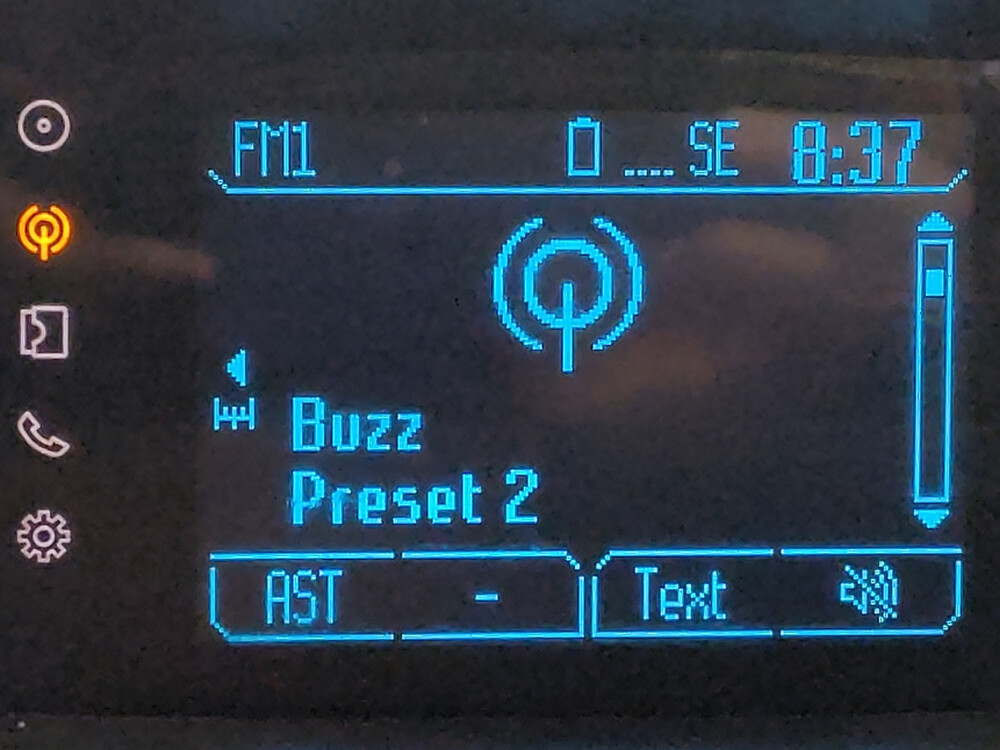 FM1 .... SE 8:37
Buzz
Preset 2
AST - Text